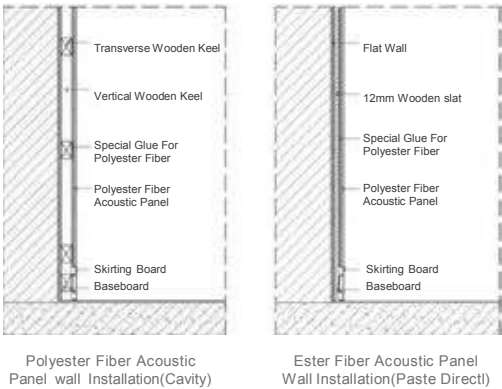 Transverse Wooden Keel
Vertical Wooden Keel
Special Glue For
Polyester Fiber
Polyester Fiber
Acoustic Panel
Skirting Board
Baseboard
Polyester Fiber Acoustic
Panel wall Installation(Cavity)
Flat Wall
12mm Wooden slat
Special Glue For
Polyester Fiber
Polyester Fiber
Acoustic Panel
Skirting Board
Baseboard
Ester Fiber Acoustic Panel
Wall Installation(Paste Directl)